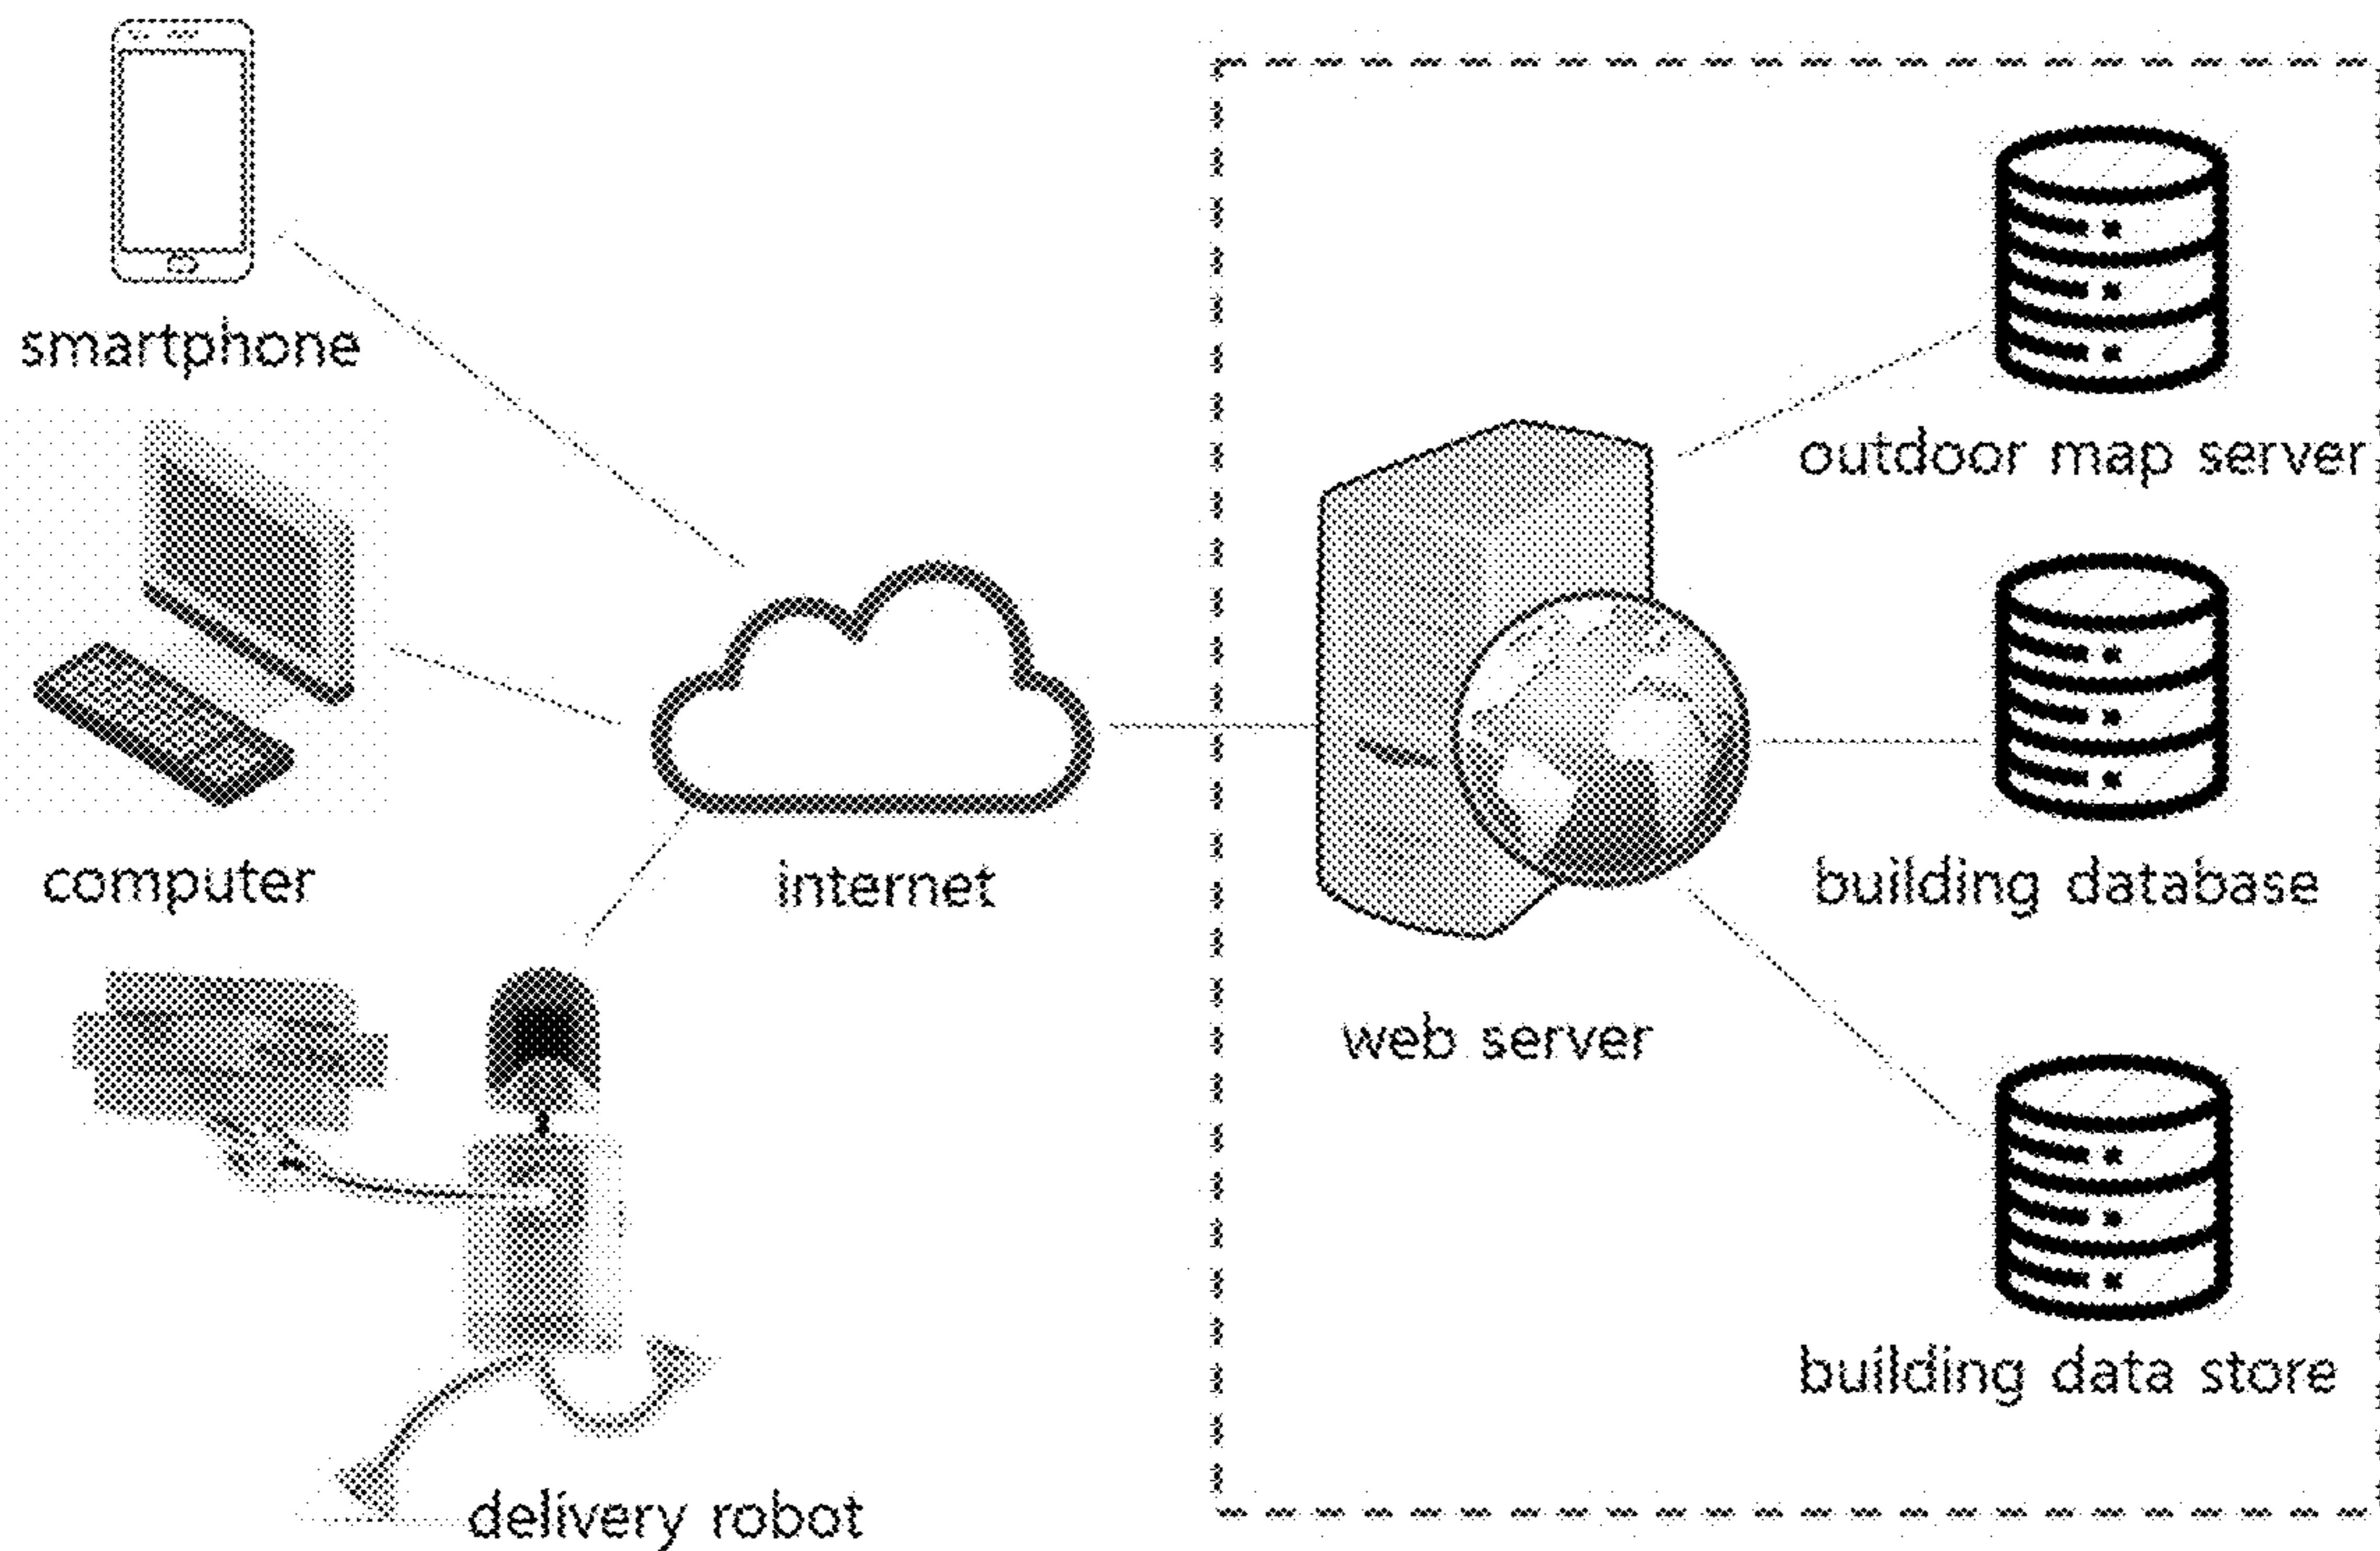 smartphone
outdoor map server
computer
internet
building database
web server
building data store
delivery robot